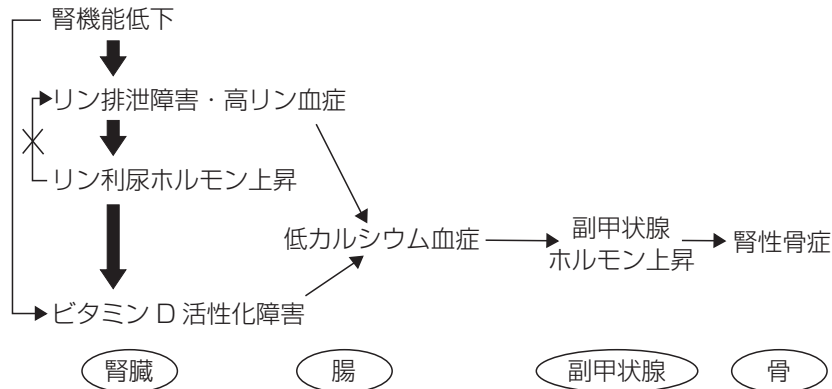 腎機能低下
リン排泄障害・高リン血症
リン利尿ホルモン上昇
低カルシウム血症
副甲状腺
ホルモン上昇
腎性骨症
ビタミン D 活性化障害
腎臓
腸
副甲状腺
骨